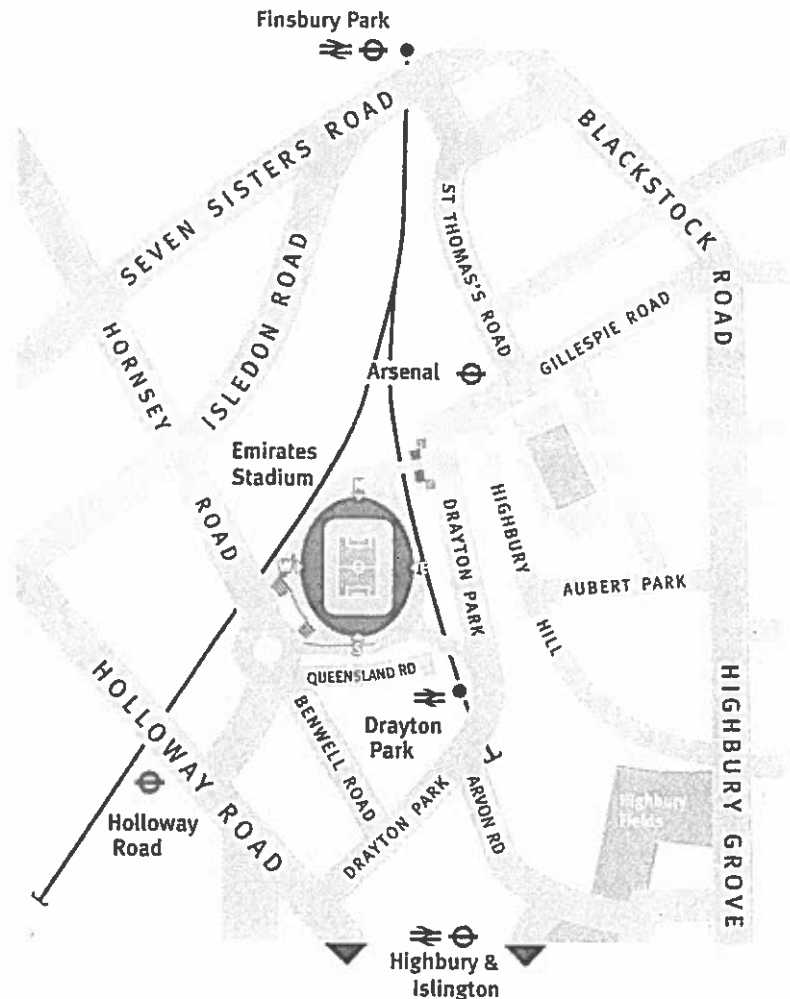 Finsbury Park
SEVEN SISTERS ROAD
BLACKSTOCK ROAD
ST THOMAS'S ROAD
ISLEDON ROAD
HORNSEY ROAD
GILLESPIE ROAD
Arsenal
Emirates
Stadium
DRAYTON PARK
HIGHBURY HILL
AUBERT PARK
QUEENSLAND RD
HOLLOWAY ROAD
BENWELL ROAD
Drayton
Park
DRAYTON PARK
ARVON RD
Highbury
Fields
HIGHBURY GROVE
Holloway
Road
Highbury &
Islington